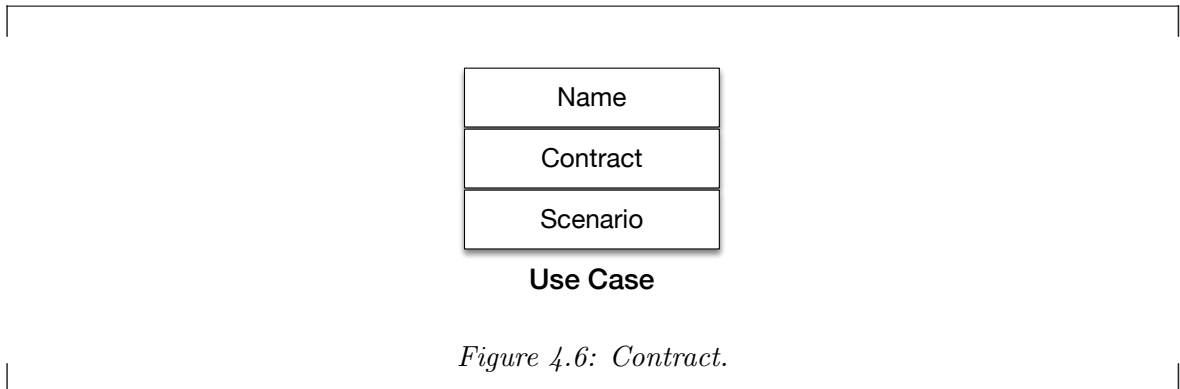 Name
Contract
Scenario
Use Case
Figure 4.6: Contract.